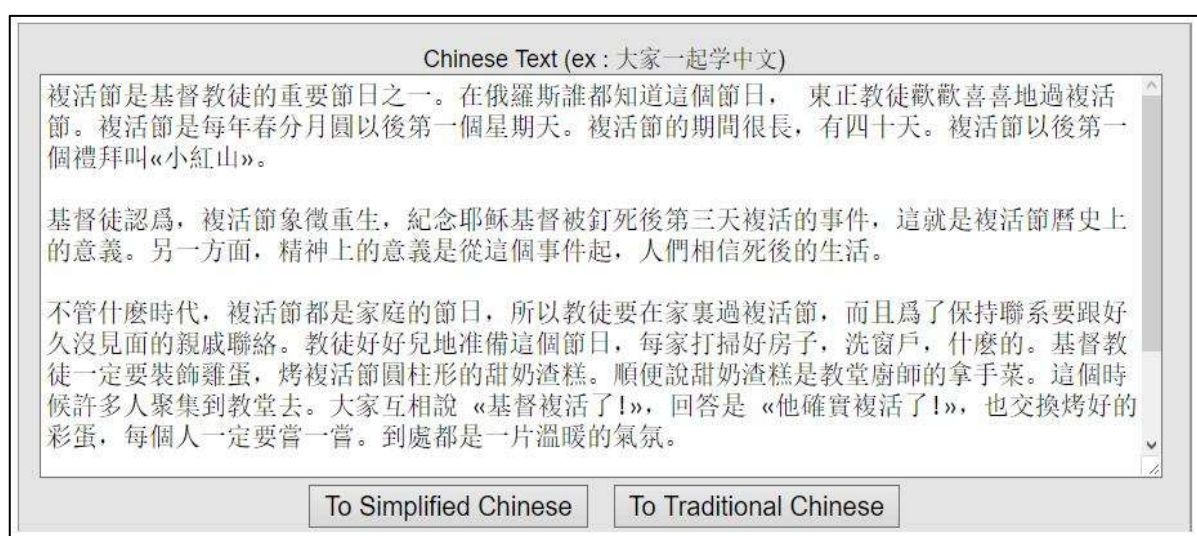 Chinese Text (ex : 大家一起学中文)
複活節是基督教徒的重要節日之一。在俄羅斯誰都知道這個節日， 東正教徒歡歡喜喜地過複活
節。複活節是每年春分月圓以後第一個星期天。複活節的期間很長，有四十天。複活節以後第一
個禮拜叫«小紅山»。
基督徒認爲，複活節象徵重生，紀念耶稣基督被釘死後第三天複活的事件，這就是複活節曆史上
的意義。另一方面，精神上的意義是從這個事件起，人們相信死後的生活。
不管什麽時代，複活節都是家庭的節日，所以教徒要在家裏過複活節，而且爲了保持聯系要跟好
久沒見面的親戚聯絡。教徒好好兒地准備這個節日，每家打掃好房子，洗窗戶，什麽的。基督教
徒一定要裝飾雞蛋，烤複活節圓柱形的甜奶渣糕。順便說甜奶渣糕是教堂廚師的拿手菜。這個時
候許多人聚集到教堂去。大家互相說 «基督複活了!»，回答是 «他確實複活了!»，也交換烤好的
彩蛋，每個人一定要嘗一嘗。到處都是一片溫暖的氣氛。
To Simplified Chinese To Traditional Chinese